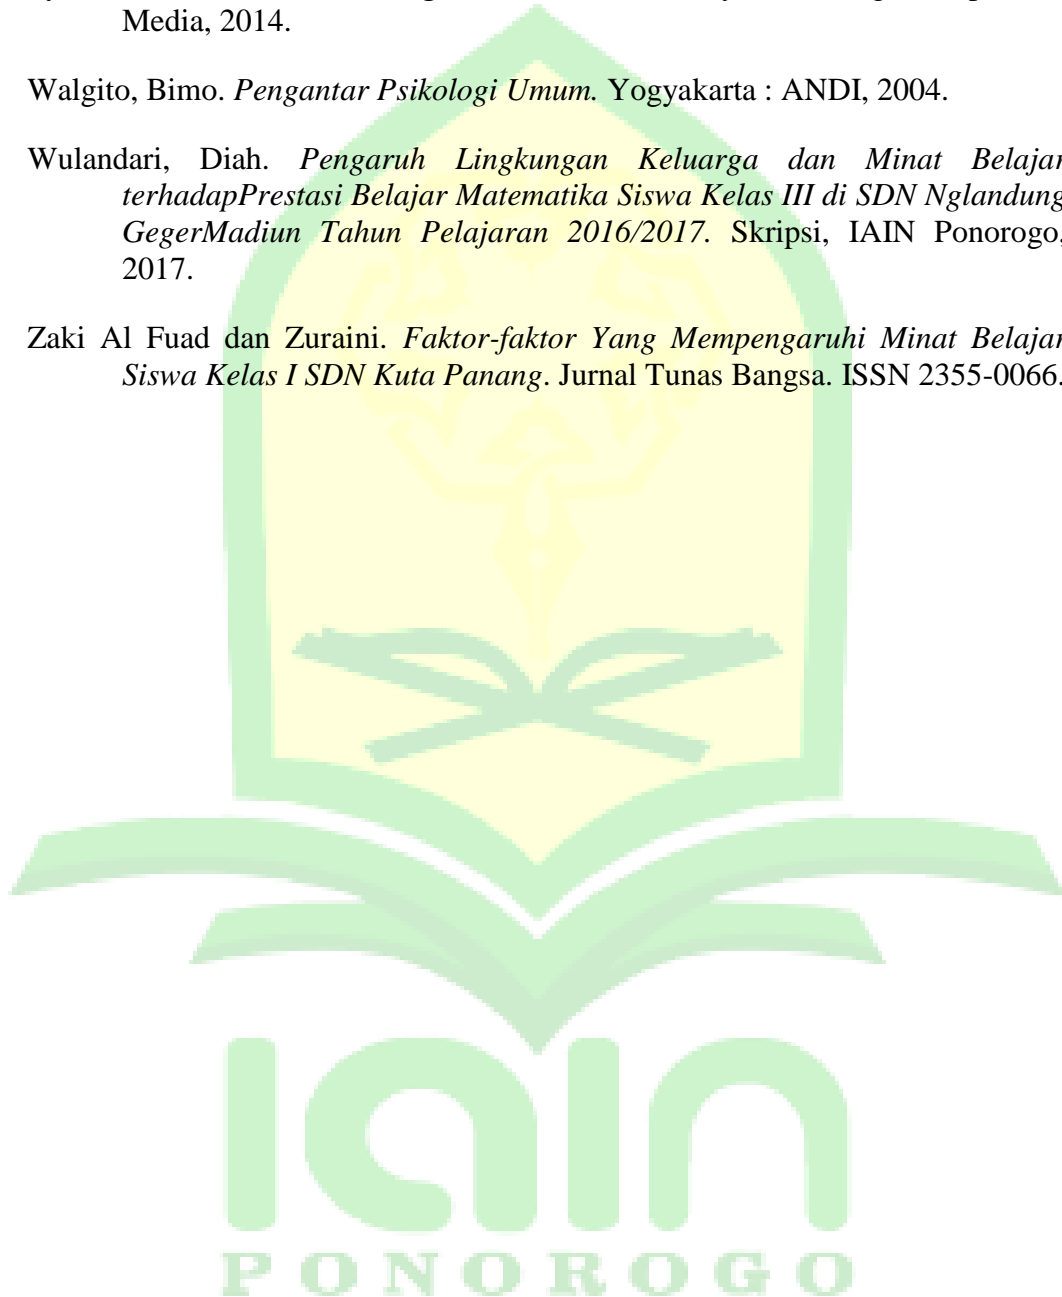 Media, 2014.
Walgito, Bimo. Pengantar Psikologi Umum. Yogyakarta : ANDI, 2004.
Wulandari, Diah. Pengaruh Lingkungan Keluarga dan Minat Belajar
terhadapPrestasi Belajar Matematika Siswa Kelas III di SDN Nglandung
GegerMadiun Tahun Pelajaran 2016/2017. Skripsi, IAIN Ponorogo,
2017.
Zaki Al Fuad dan Zuraini. Faktor-faktor Yang Mempengaruhi Minat Belajar
Siswa Kelas I SDN Kuta Panang. Jurnal Tunas Bangsa. ISSN 2355-0066.
iain
PONOROGO